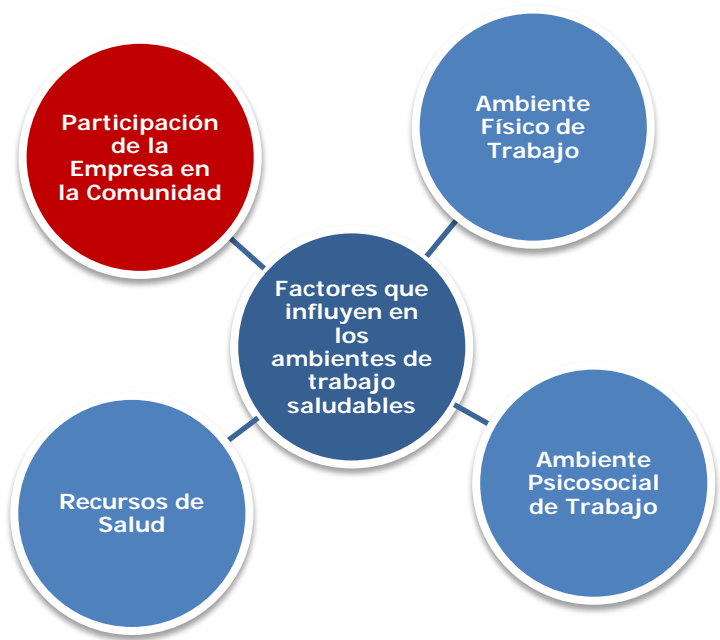 Participación
de la
Empresa en
la Comunidad
Ambiente
Físico de
Trabajo
Factores que
influyen en
los
ambientes de
trabajo
saludables
Recursos de
Salud
Ambiente
Psicosocial
de Trabajo